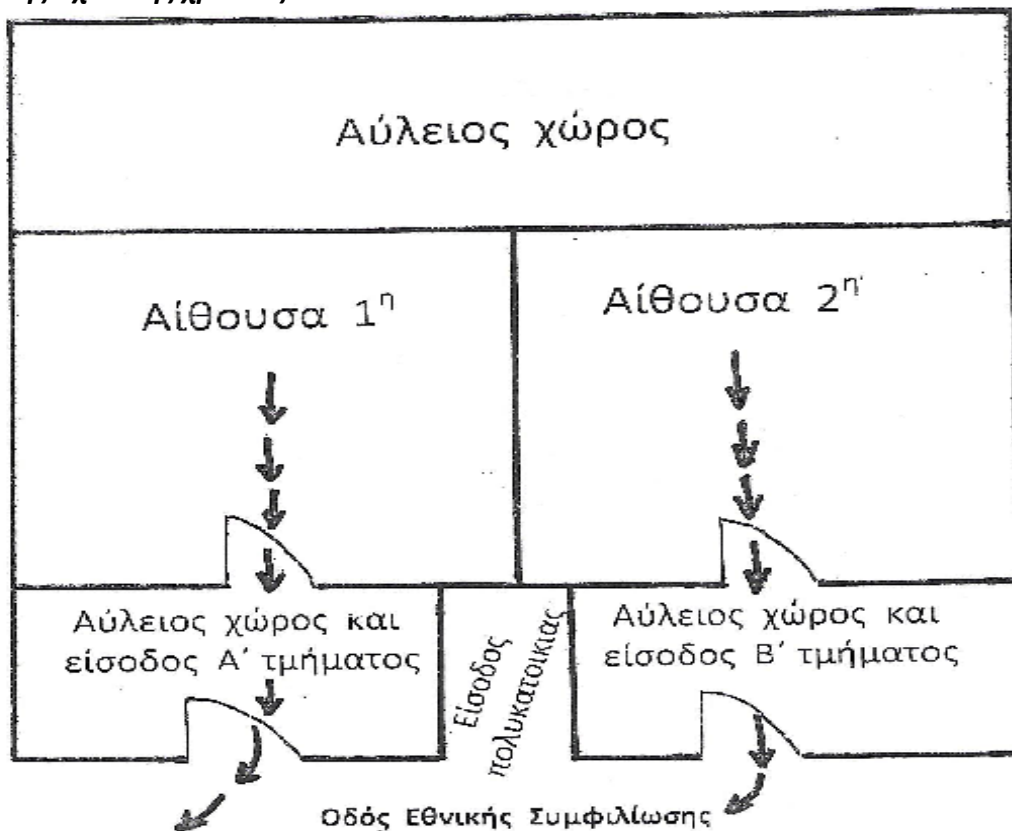 Αύλειος χώρος
Αίθουσα 1η
Αίθουσα 2η
Αύλειος χώρος και
είσοδος Α΄ τμήματος
Είσοδος
πολυκατοικιας
Αύλειος χώρος και
είσοδος Β΄ τμήματος
Οδός Εθνικής Συμφιλίωσης